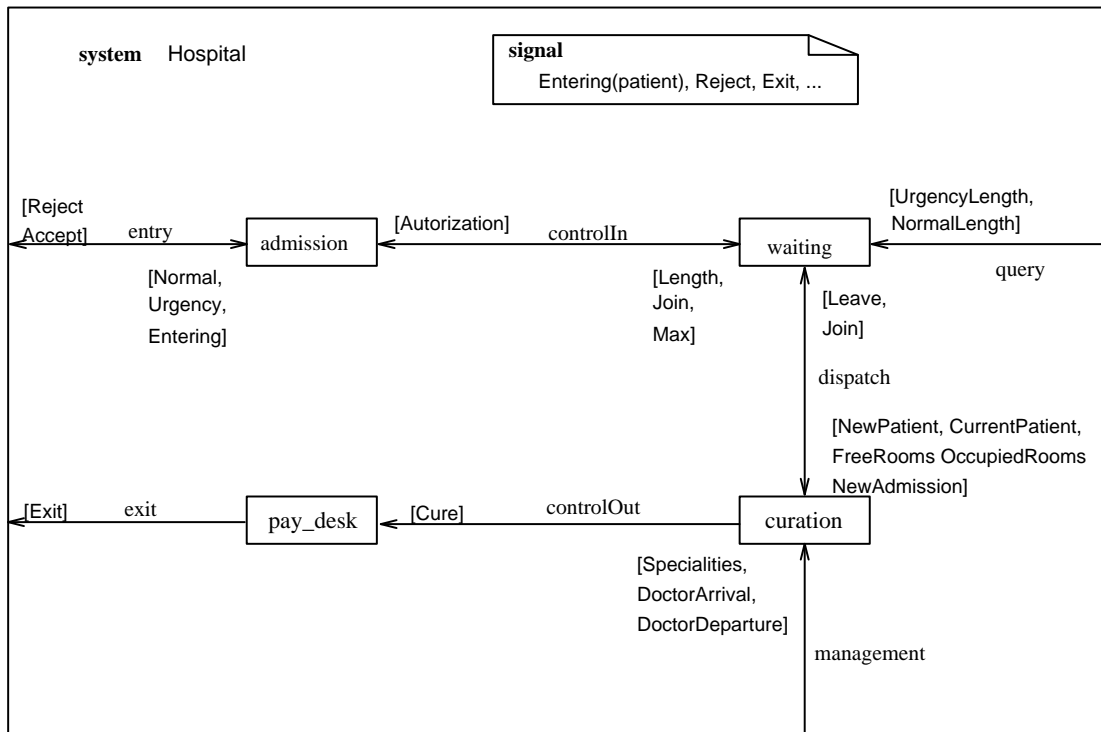 system Hospital
signal
Entering(patient), Reject, Exit, ...
[Reject
Accept]
entry
admission
[Autorization]
controlIn
waiting
[UrgencyLength,
NormalLength]
query
[Normal,
Urgency,
Entering]
[Length,
Join,
Max]
[Leave,
Join]
dispatch
[NewPatient, CurrentPatient,
FreeRooms OccupiedRooms
NewAdmission]
[Exit]
exit
pay_desk
[Cure]
controlOut
curation
[Specialities,
DoctorArrival,
DoctorDeparture]
management